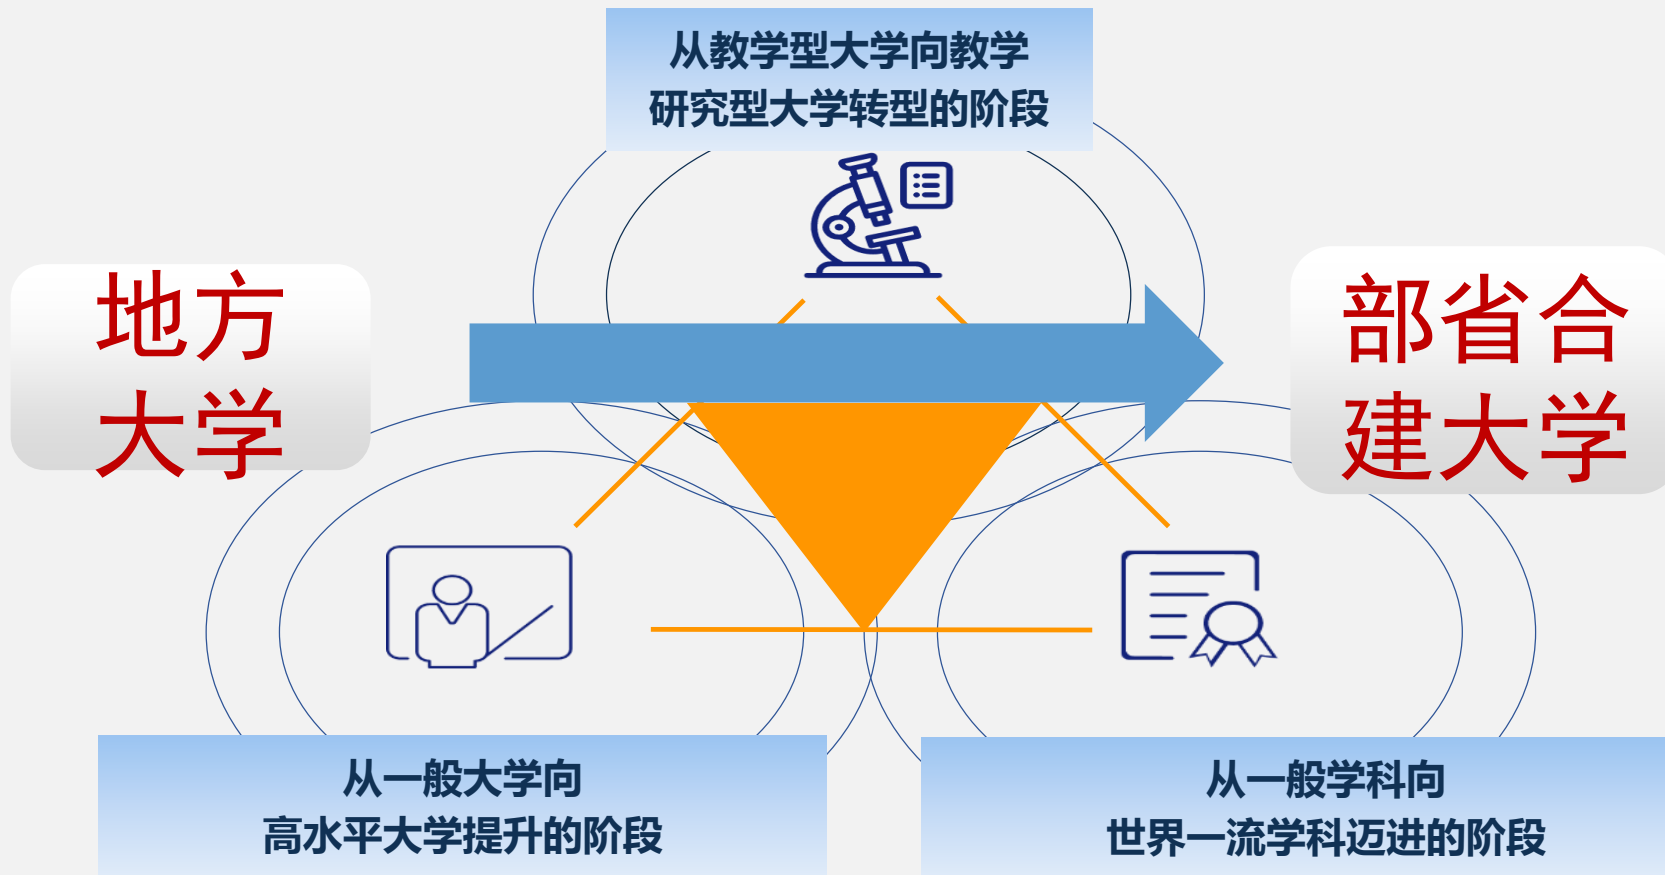 从教学型大学向教学
研究型大学转型的阶段
地方
大学
部省合
建大学
从一般大学向
高水平大学提升的阶段
从一般学科向
世界一流学科迈进的阶段